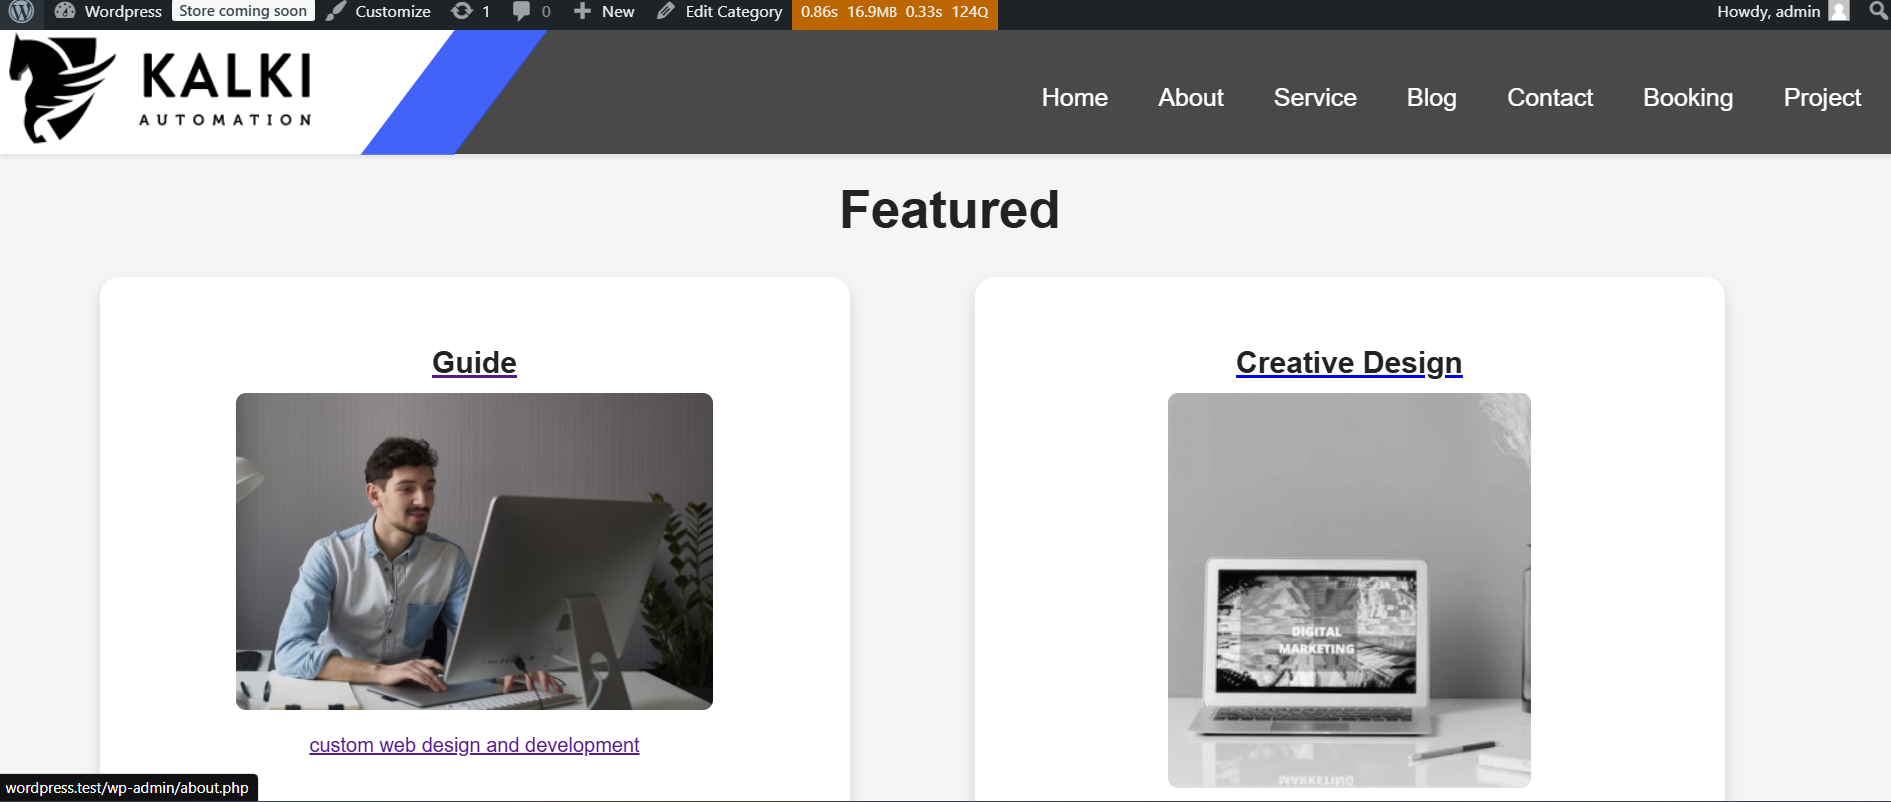 Wordpress Store coming soon Customize 1 0 New Edit Category 0.86s 16.9MB 0.33s 124Q Howdy, admin
KALKI
AUTOMATION
Home About Service Blog Contact Booking Project
Featured
Guide
Creative Design
DIGITAL
MARKETING
custom web design and development
MARKETING
wordpress.test/wp-admin/about.php